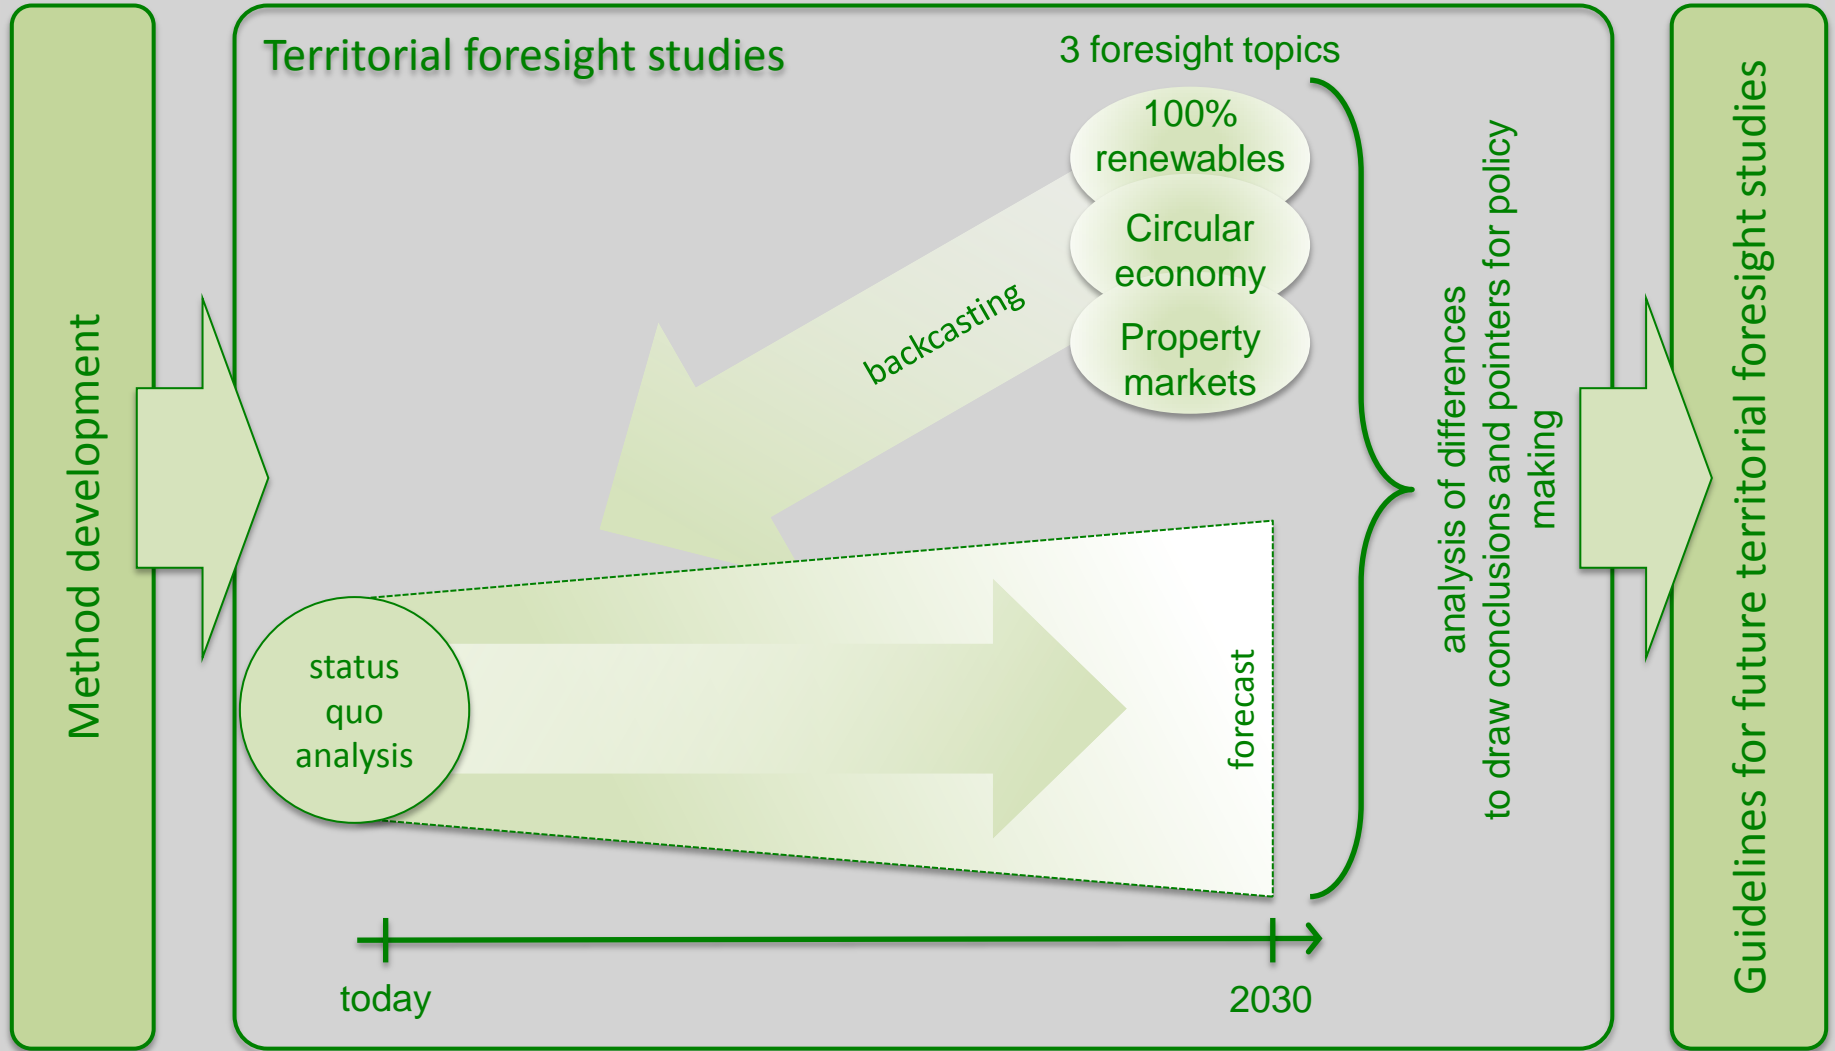 Method development
Territorial foresight studies
3 foresight topics
100%
renewables
Circular
economy
Property
markets
backcasting
status
quo
analysis
forecast
today
2030
analysis of differences
to draw conclusions and pointers for policy
making
Guidelines for future territorial foresight studies